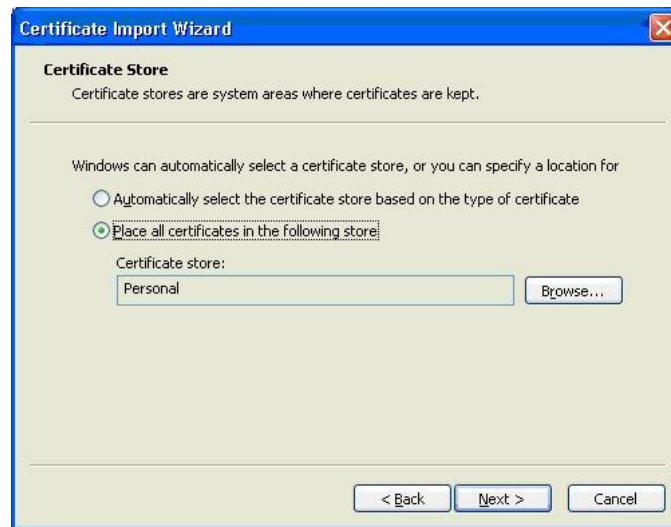 Certificate Import Wizard
Certificate Store
Certificate stores are system areas where certificates are kept.
Windows can automatically select a certificate store, or you can specify a location for
Automatically select the certificate store based on the type of certificate
Place all certificates in the following store
Certificate store:
Personal
Browse...
< Back
Next >
Cancel